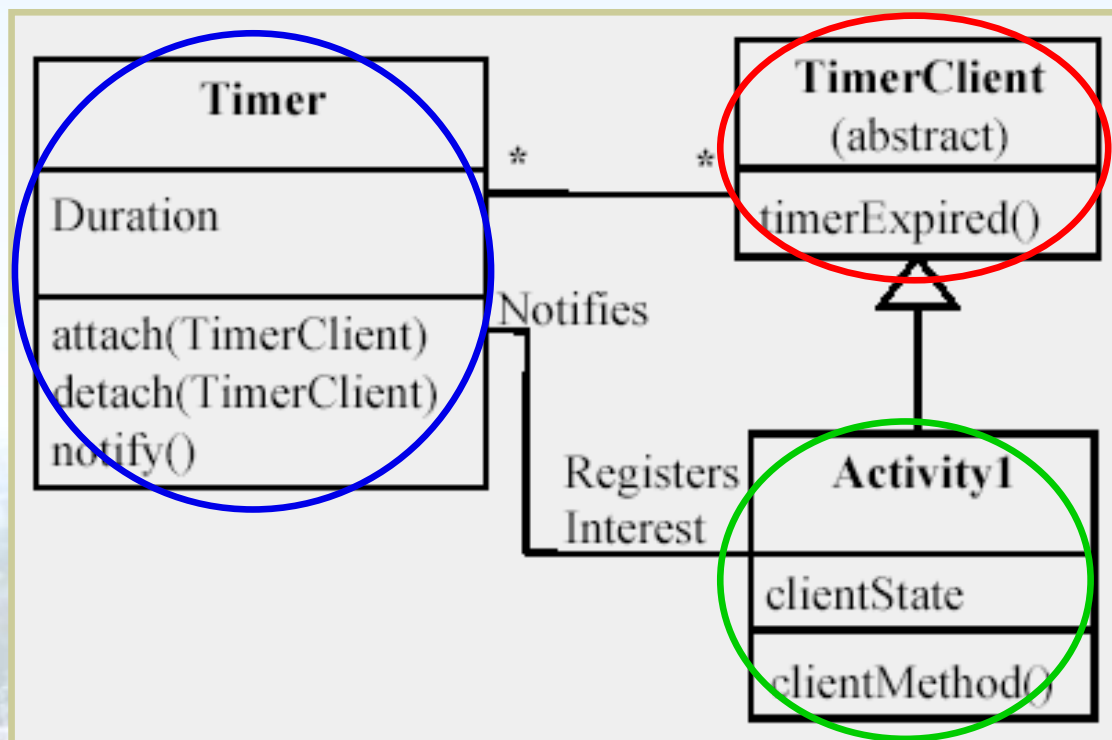 Timer
Duration
attach(TimerClient)
detach(TimerClient)
notify()
*
*
TimerClient
(abstract)
timerExpired()
Notifies
Registers
Interest
Activity1
clientState
clientMethod()